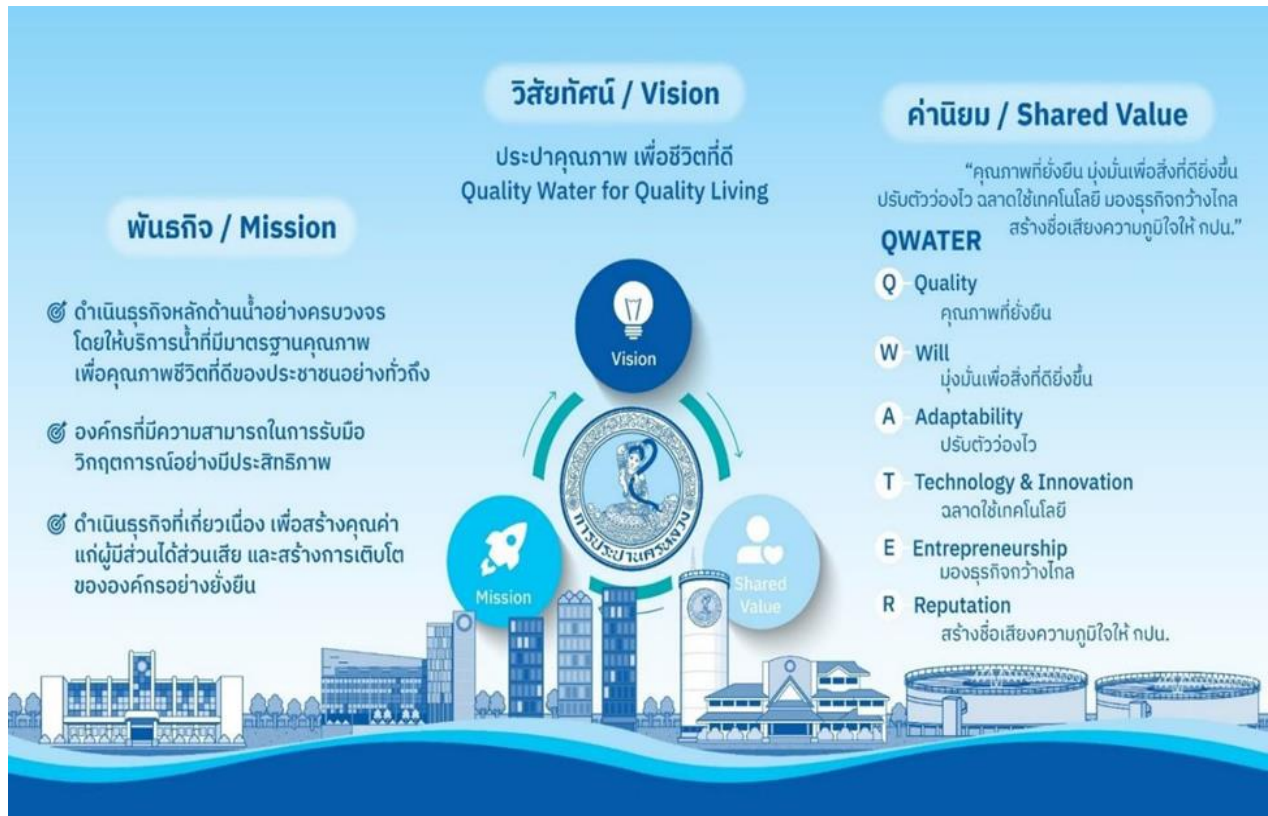 วิสัยทัศน์ / Vision
ประปาคุณภาพ เพื่อชีวิตที่ดี
Quality Water for Quality Living
พันธกิจ / Mission
ดำเนินธุรกิจหลักด้านน้ำอย่างครบวงจร
โดยให้บริการน้ำที่มีมาตรฐานคุณภาพ
เพื่อคุณภาพชีวิตที่ดีของประชาชนอย่างทั่วถึง
องค์กรที่มีความสามารถในการรับมือ
วิกฤตการณ์อย่างมีประสิทธิภาพ
ดำเนินธุรกิจที่เกี่ยวเนื่อง เพื่อสร้างคุณค่า
แก่ผู้มีส่วนได้ส่วนเสีย และสร้างการเติบโต
ขององค์กรอย่างยั่งยืน
Vision
การประปานครหลวง
Mission
Shared
Value
ค่านิยม / Shared Value
“คุณภาพที่ยั่งยืน มุ่งมั่นเพื่อสิ่งที่ดียิ่งขึ้น
ปรับตัวว่องไว ฉลาดใช้เทคโนโลยี มองธุรกิจกว้างไกล
สร้างชื่อเสียงความภูมิใจให้ กปน.”
QWATER
Q Quality
คุณภาพที่ยั่งยืน
W Will
มุ่งมั่นเพื่อสิ่งที่ดียิ่งขึ้น
A Adaptability
ปรับตัวว่องไว
T Technology & Innovation
ฉลาดใช้เทคโนโลยี
E Entrepreneurship
มองธุรกิจกว้างไกล
R Reputation
สร้างชื่อเสียงความภูมิใจให้ กปน.